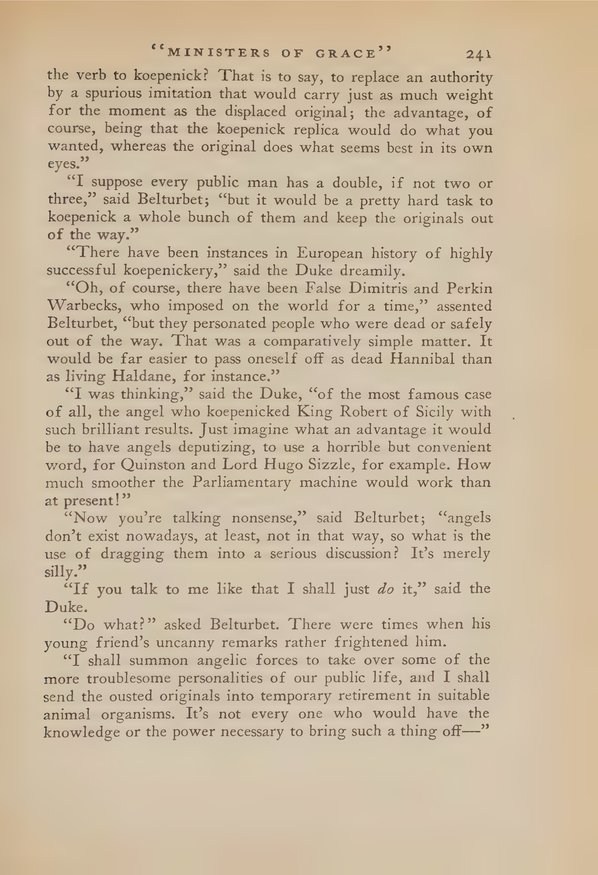 “MINISTERS OF GRACE” 241
the verb to koepenick? That is to say, to replace an authority
by a spurious imitation that would carry just as much weight
for the moment as the displaced original; the advantage, of
course, being that the koepenick replica would do what you
wanted, whereas the original does what seems best in its own
eyes.”
“I suppose every public man has a double, if not two or
three,” said Belturbet; “but it would be a pretty hard task to
koepenick a whole bunch of them and keep the originals out
of the way.”
“There have been instances in European history of highly
successful koepenickery,” said the Duke dreamily.
“Oh, of course, there have been False Dimitris and Perkin
Warbecks, who imposed on the world for a time,” assented
Belturbet, “but they personated people who were dead or safely
out of the way. That was a comparatively simple matter. It
would be far easier to pass oneself off as dead Hannibal than
as living Haldane, for instance.”
“I was thinking,” said the Duke, “of the most famous case
of all, the angel who koepenicked King Robert of Sicily with
such brilliant results. Just imagine what an advantage it would
be to have angels deputizing, to use a horrible but convenient
word, for Quinston and Lord Hugo Sizzle, for example. How
much smoother the Parliamentary machine would work than
at present!”
“Now you’re talking nonsense,” said Belturbet; “angels
don’t exist nowadays, at least, not in that way, so what is the
use of dragging them into a serious discussion? It’s merely
silly.”
“If you talk to me like that I shall just do it,” said the
Duke.
“Do what?” asked Belturbet. There were times when his
young friend’s uncanny remarks rather frightened him.
“I shall summon angelic forces to take over some of the
more troublesome personalities of our public life, and I shall
send the ousted originals into temporary retirement in suitable
animal organisms. It’s not every one who would have the
knowledge or the power necessary to bring such a thing off—”